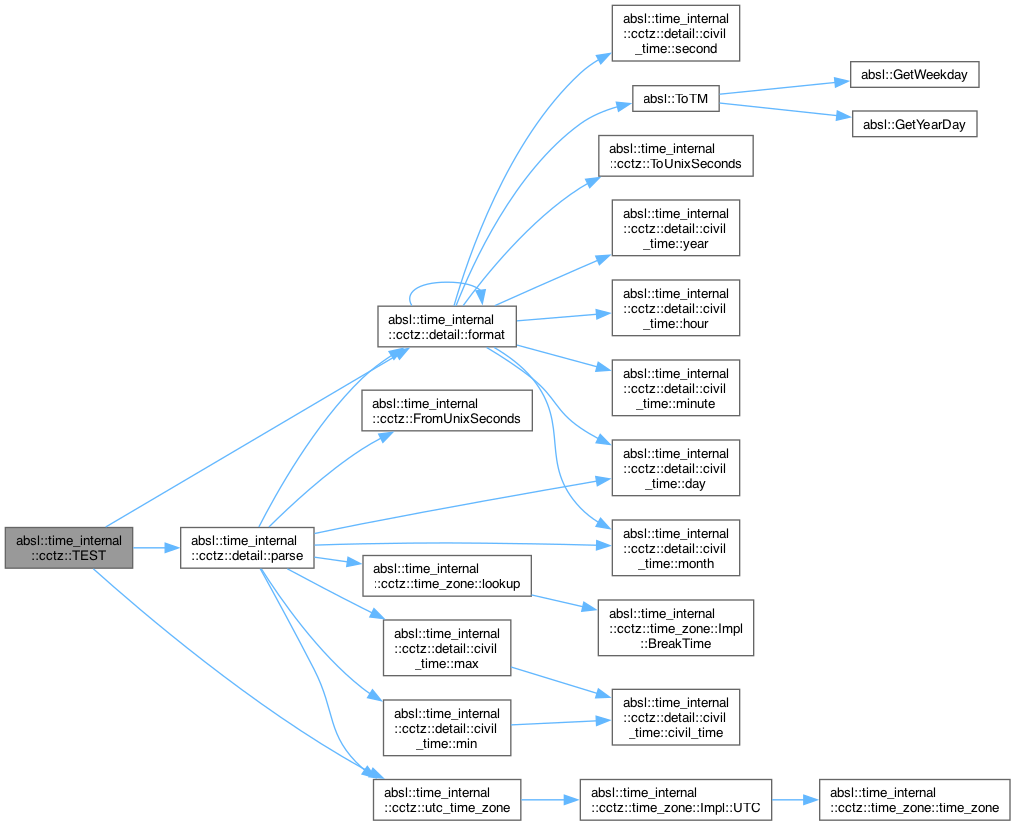 absl::time_internal
::cctz::detail::civil
_time::second
absl::ToTM
absl::GetWeekday
absl::GetYearDay
absl::time_internal
::cctz::ToUnixSeconds
absl::time_internal
::cctz::detail::civil
_time::year
absl::time_internal
::cctz::detail::civil
_time::hour
absl::time_internal
::cctz::detail::format
absl::time_internal
::cctz::detail::civil
_time::minute
absl::time_internal
::cctz::FromUnixSeconds
absl::time_internal
::cctz::detail::civil
_time::day
absl::time_internal
::cctz::TEST
absl::time_internal
::cctz::detail::parse
absl::time_internal
::cctz::detail::civil
_time::month
absl::time_internal
::cctz::time_zone::lookup
absl::time_internal
::cctz::time_zone::Impl
::BreakTime
absl::time_internal
::cctz::detail::civil
_time::max
absl::time_internal
::cctz::detail::civil
_time::civil_time
absl::time_internal
::cctz::detail::civil
_time::min
absl::time_internal
::cctz::utc_time_zone
absl::time_internal
::cctz::time_zone::Impl::UTC
absl::time_internal
::cctz::time_zone::time_zone